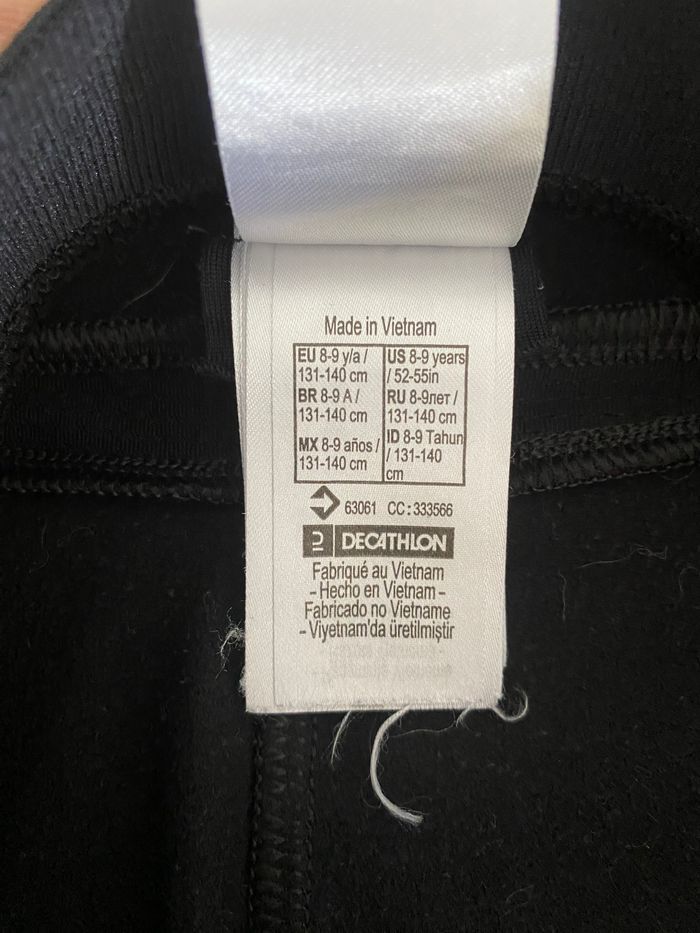 Made in Vietnam
EU 8-9 y/a /
131-140 cm
BR 8-9 A /
131-140 cm
MX 8-9 años /
131-140 cm
US 8-9 years
/ 52-55in
RU 8-9лет /
131-140 cm
ID 8-9 Tahun
/ 131-140
cm
63061 CC:333566
DECATHLON
Fabriqué au Vietnam
- Hecho en Vietnam -
Fabricado no Vietname
- Viyetnam'da üretilmiştir